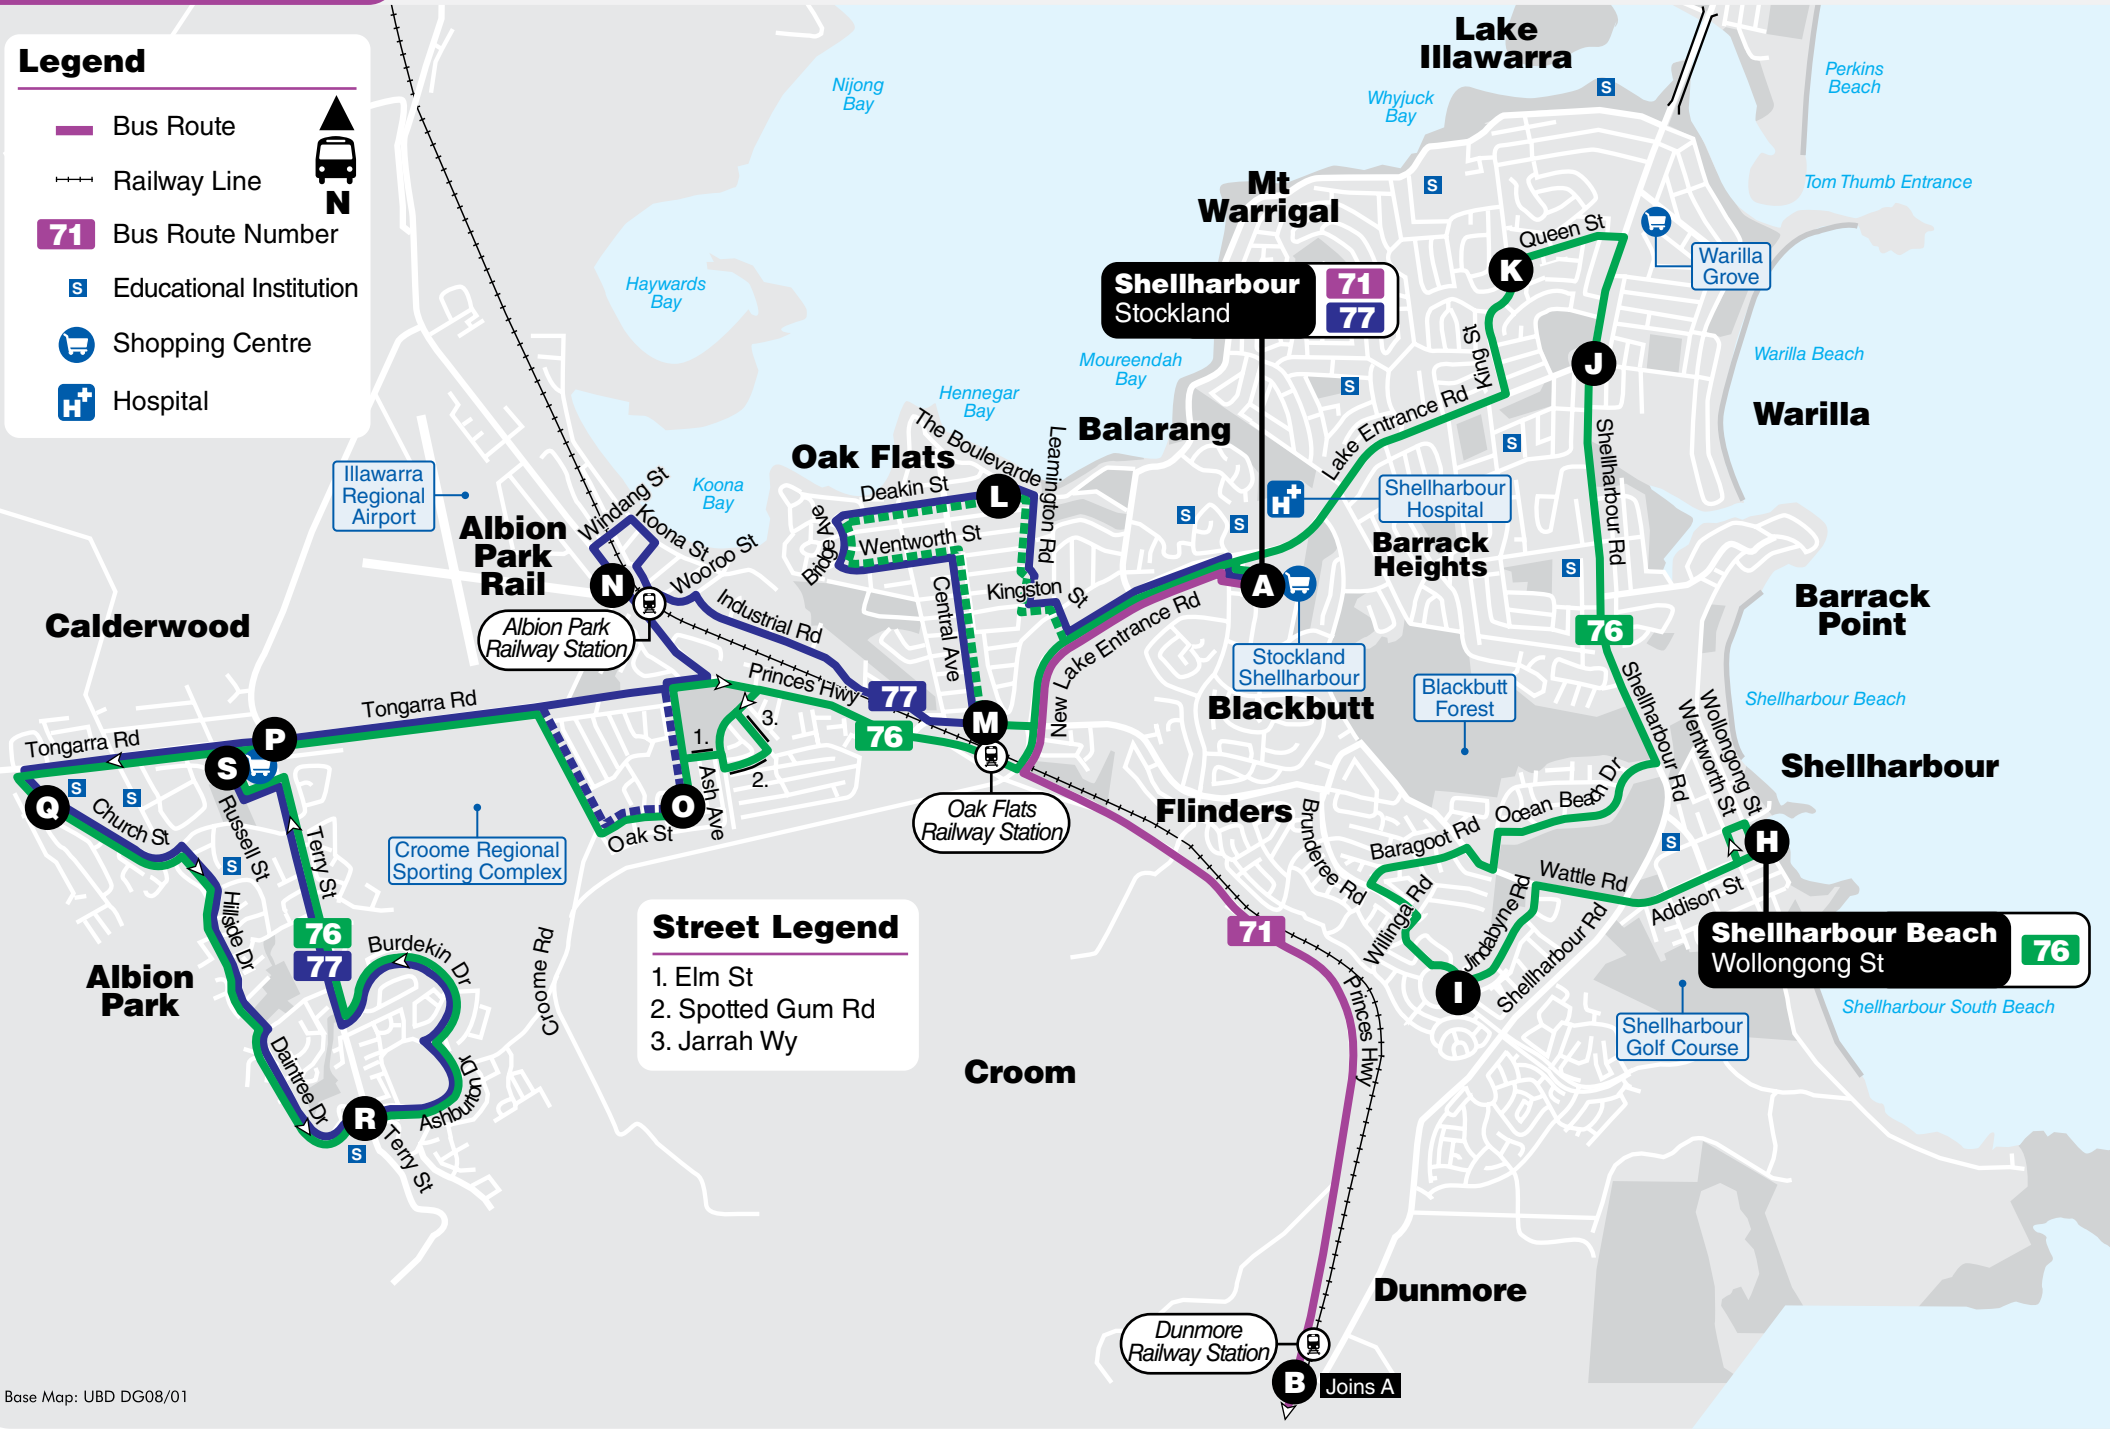 Legend
Bus Route
Railway Line
N
71 Bus Route Number
S Educational Institution
Shopping Centre
H Hospital
Lake
Illawarra
Perkins
Beach
Nijong
Bay
Whyjuck
Bay
S
Tom Thumb Entrance
Mt
Warrigal
S
Queen St
K
Warilla
Grove
Haywards
Bay
Shellharbour
Stockland
71
77
King St
J
Warilla Beach
Moureendah
Bay
Hennegar
Bay
S
Lake Entrance Rd
Warilla
The Boulevarde
Leamington Rd
Balarang
S
Shellharbour Rd
Oak Flats
Deakin St
L
Illawarra
Regional
Airport
Koona
Bay
H
Shellharbour
Hospital
S
S
Albion
Park
Rail
Windang St
Koona St
Wooroo St
Bridge Ave
Wentworth St
Barrack
Heights
S
N
Central Ave
Kingston St
A
Barrack
Point
Calderwood
Albion Park
Railway Station
Industrial Rd
New Lake Entrance Rd
76
Stockland
Shellharbour
Shellharbour Rd
Blackbutt
Forest
Princes Hwy
77
Tongarra Rd
Blackbutt
Wollongong St
Wentworth St
Shellharbour Beach
M
76
Tongarra Rd
P
S
1.
3.
2.
Ash Ave
Shellharbour Rd
Shellharbour
Q
S
S
Church St
Russell St
Terry St
O
Oak St
Oak Flats
Railway Station
Flinders
Brunderee Rd
Baragoot Rd
Ocean Beach Dr
S
H
Croome Regional
Sporting Complex
S
Hillside Dr
Willinga Rd
Jindabyne Rd
Wattle Rd
Addison St
Shellharbour Rd
Street Legend
1. Elm St
2. Spotted Gum Rd
3. Jarrah Wy
76
77
Burdekin Dr
71
Shellharbour Beach
Wollongong St
76
Albion
Park
Croome Rd
I
Princes Hwy
Shellharbour South Beach
Shellharbour
Golf Course
Daintree Dr
Ashburton Dr
Croom
R
Terry St
S
Dunmore
Dunmore
Railway Station
B
Joins A
Base Map: UBD DG08/01